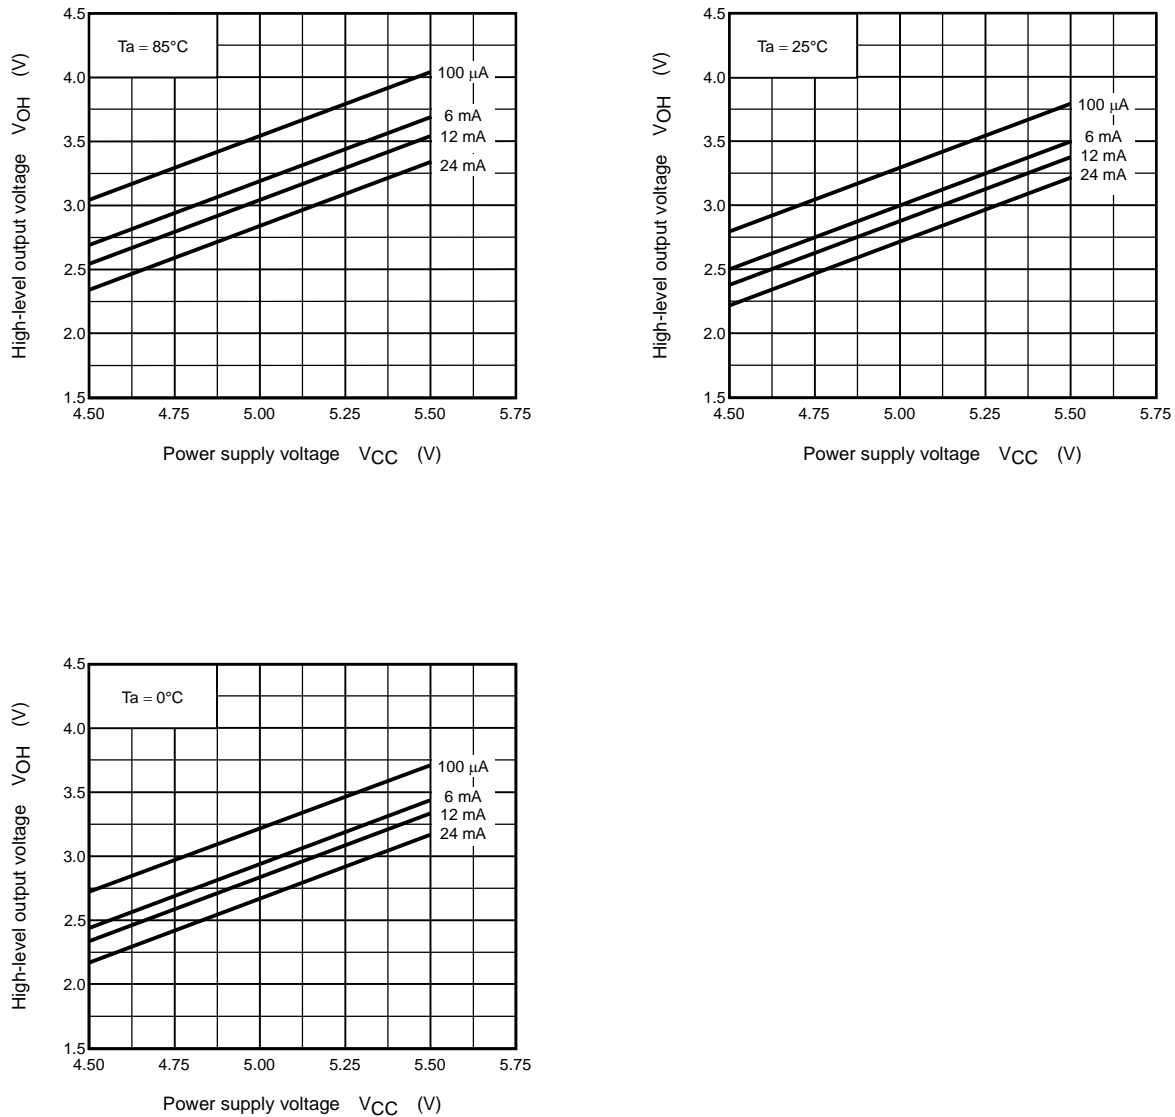 Ta = 85°C
High-level output voltage VOH (V)
4.5
4.0
3.5
3.0
2.5
2.0
1.5
100 μA
6 mA
12 mA
24 mA
4.50 4.75 5.00 5.25 5.50 5.75
Power supply voltage VCC (V)
Ta = 25°C
High-level output voltage VOH (V)
4.5
4.0
3.5
3.0
2.5
2.0
1.5
100 μA
6 mA
12 mA
24 mA
4.50 4.75 5.00 5.25 5.50 5.75
Power supply voltage VCC (V)
Ta = 0°C
High-level output voltage VOH (V)
4.5
4.0
3.5
3.0
2.5
2.0
1.5
100 μA
6 mA
12 mA
24 mA
4.50 4.75 5.00 5.25 5.50 5.75
Power supply voltage VCC (V)